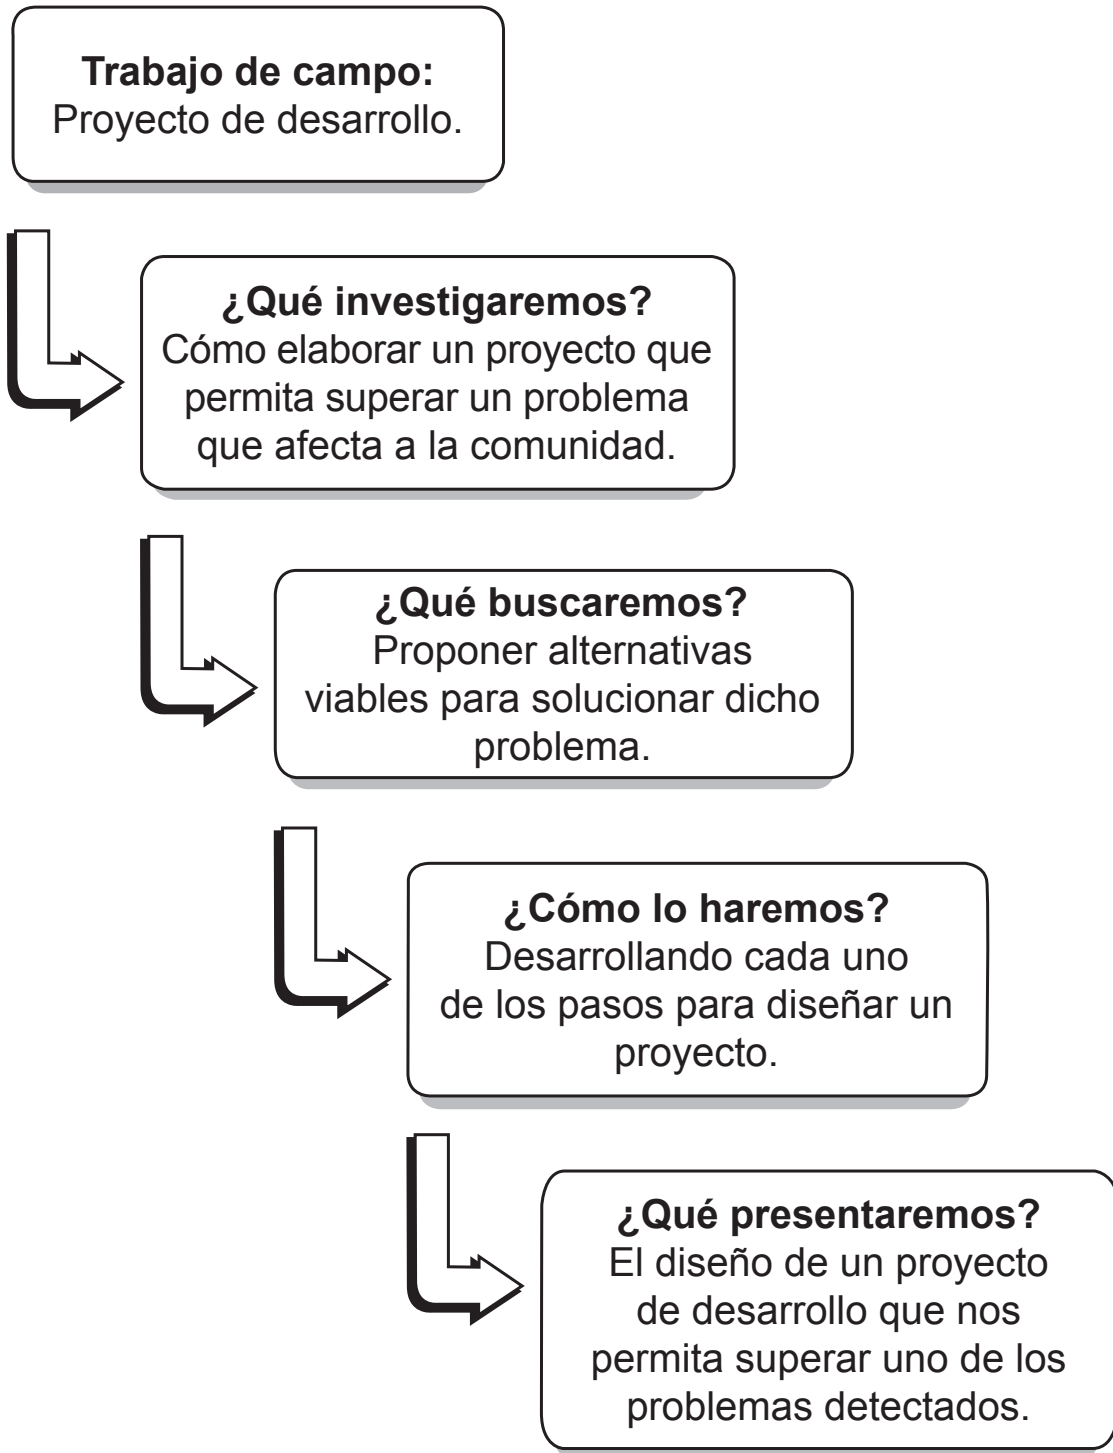 Trabajo de campo:
Proyecto de desarrollo.
¿Qué investigaremos?
Cómo elaborar un proyecto que
permita superar un problema
que afecta a la comunidad.
¿Qué buscaremos?
Proponer alternativas
viables para solucionar dicho
problema.
¿Cómo lo haremos?
Desarrollando cada uno
de los pasos para diseñar un
proyecto.
¿Qué presentaremos?
El diseño de un proyecto
de desarrollo que nos
permita superar uno de los
problemas detectados.